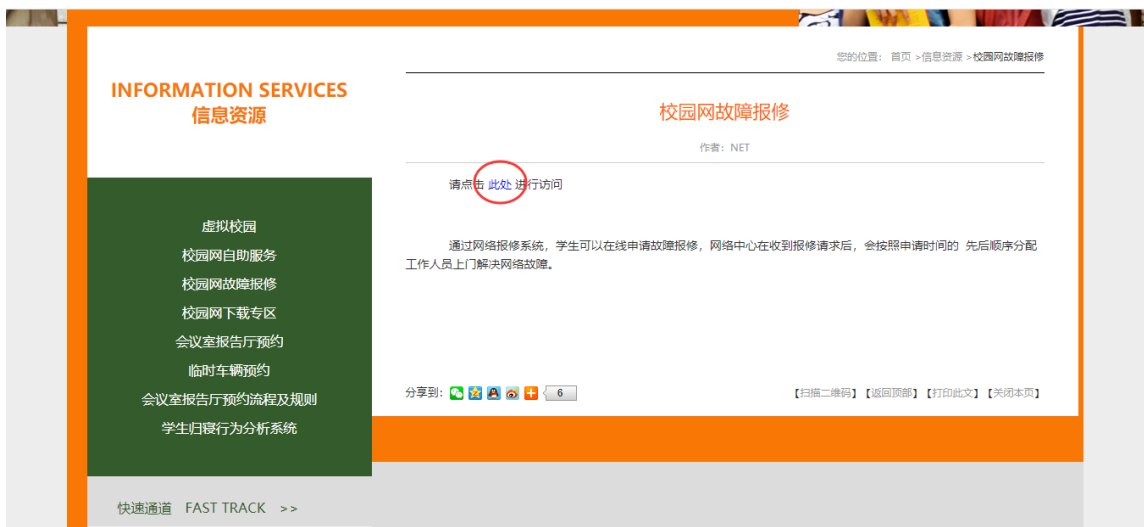 您的位置： 首页 >信息资源 >校园网故障报修
INFORMATION SERVICES
信息资源
校园网故障报修
作者：NET
请点击 此处 进行访问
通过网络报修系统，学生可以在线申请故障报修，网络中心在收到报修请求后，会按照申请时间的 先后顺序分配
工作人员上门解决网络故障。
虚拟校园
校园网自助服务
校园网故障报修
校园网下载专区
会议室报告厅预约
临时车辆预约
会议室报告厅预约流程及规则
学生归寝行为分析系统
分享到： 6
【扫描二维码】【返回顶部】【打印此文】【关闭本页】
快速通道 FAST TRACK >>